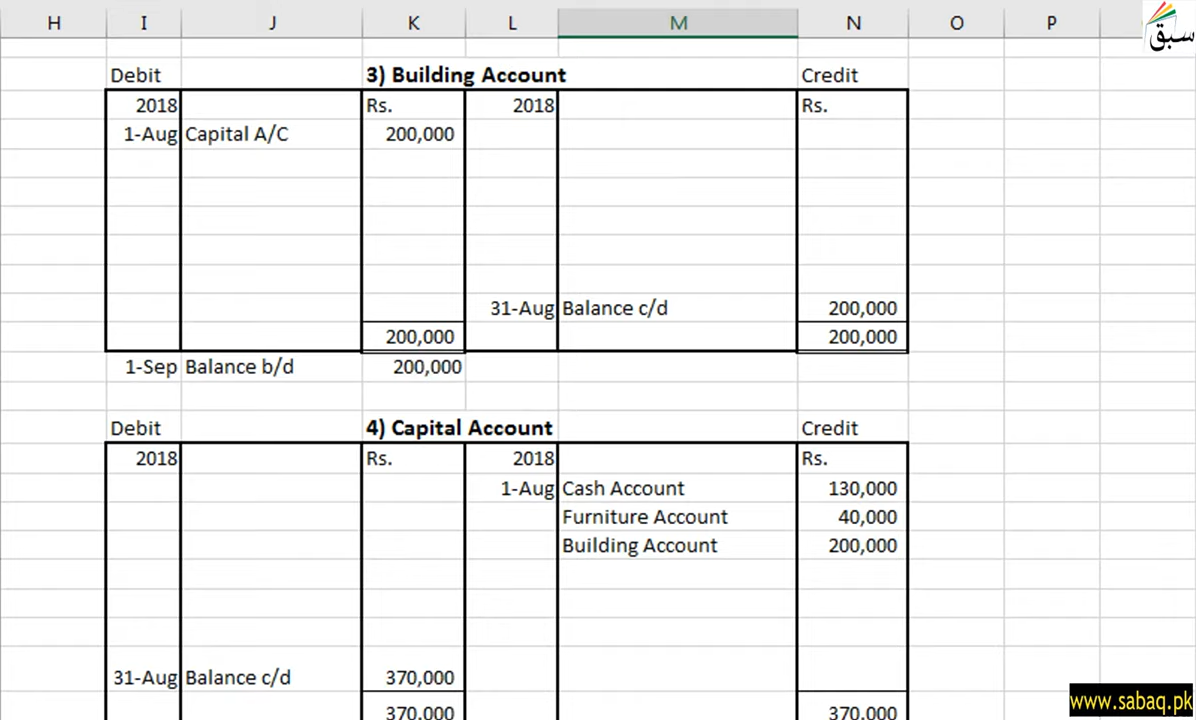 H I J K L M N O P
سبق
Debit 3) Building Account Credit
2018 Rs. 2018 Rs.
1-Aug Capital A/C 200,000
31-Aug Balance c/d 200,000
200,000 200,000
1-Sep Balance b/d 200,000
Debit 4) Capital Account Credit
2018 Rs. 2018 Rs.
1-Aug Cash Account 130,000
Furniture Account 40,000
Building Account 200,000
31-Aug Balance c/d 370,000
370,000 370,000
www.sabaq.pk